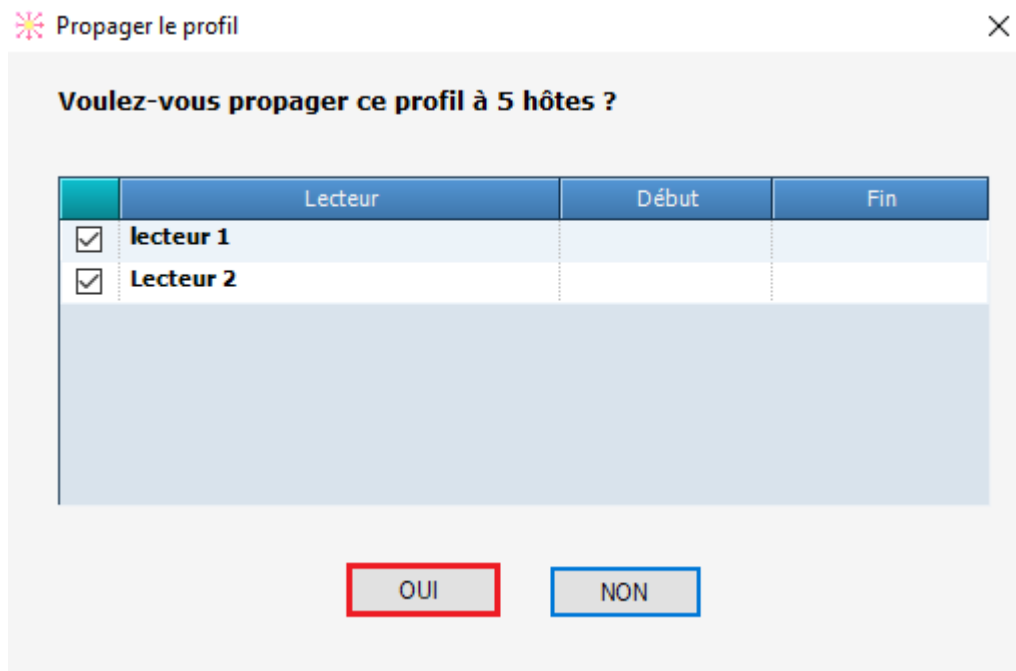 Propager le profil
Voulez-vous propager ce profil à 5 hôtes ?
Lecteur Début Fin
lecteur 1
Lecteur 2
OUI NON